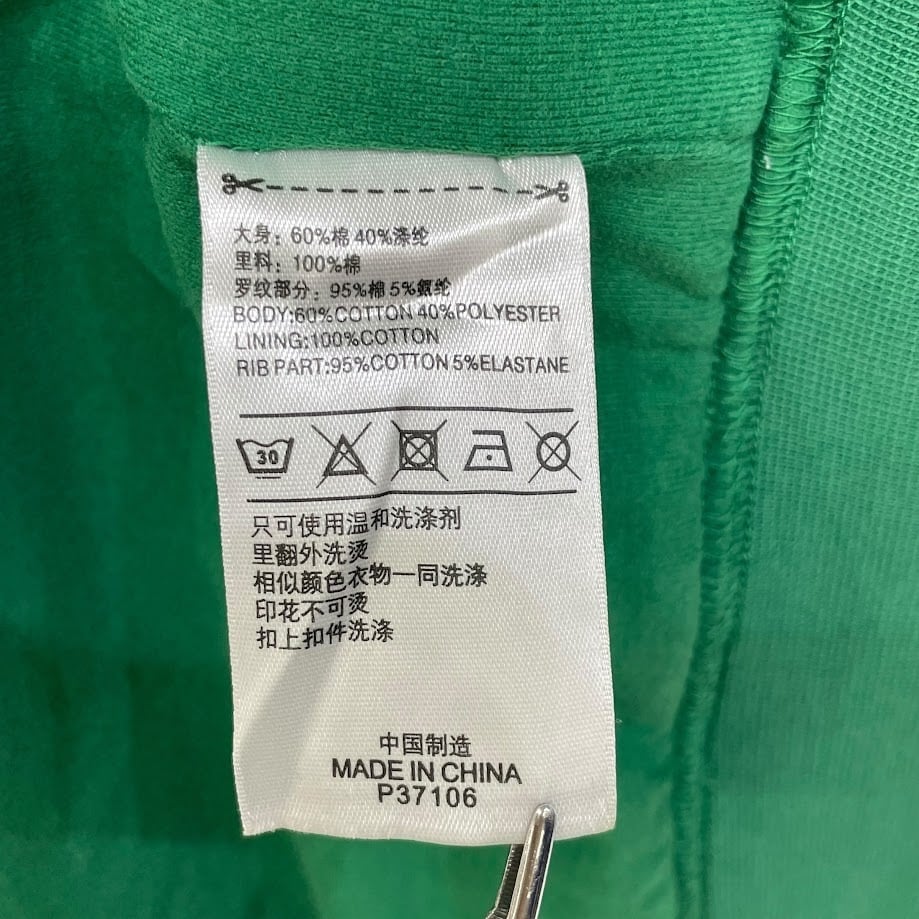 大身：60%棉 40%涤纶
里料：100%棉
罗纹部分：95%棉 5%氨纶
BODY:60%COTTON 40%POLYESTER
LINING:100%COTTON
RIB PART:95%COTTON 5%ELASTANE
30
只可使用温和洗涤剂
里翻外洗烫
相似颜色衣物一同洗涤
印花不可烫
扣上扣件洗涤
中国制造
MADE IN CHINA
P37106